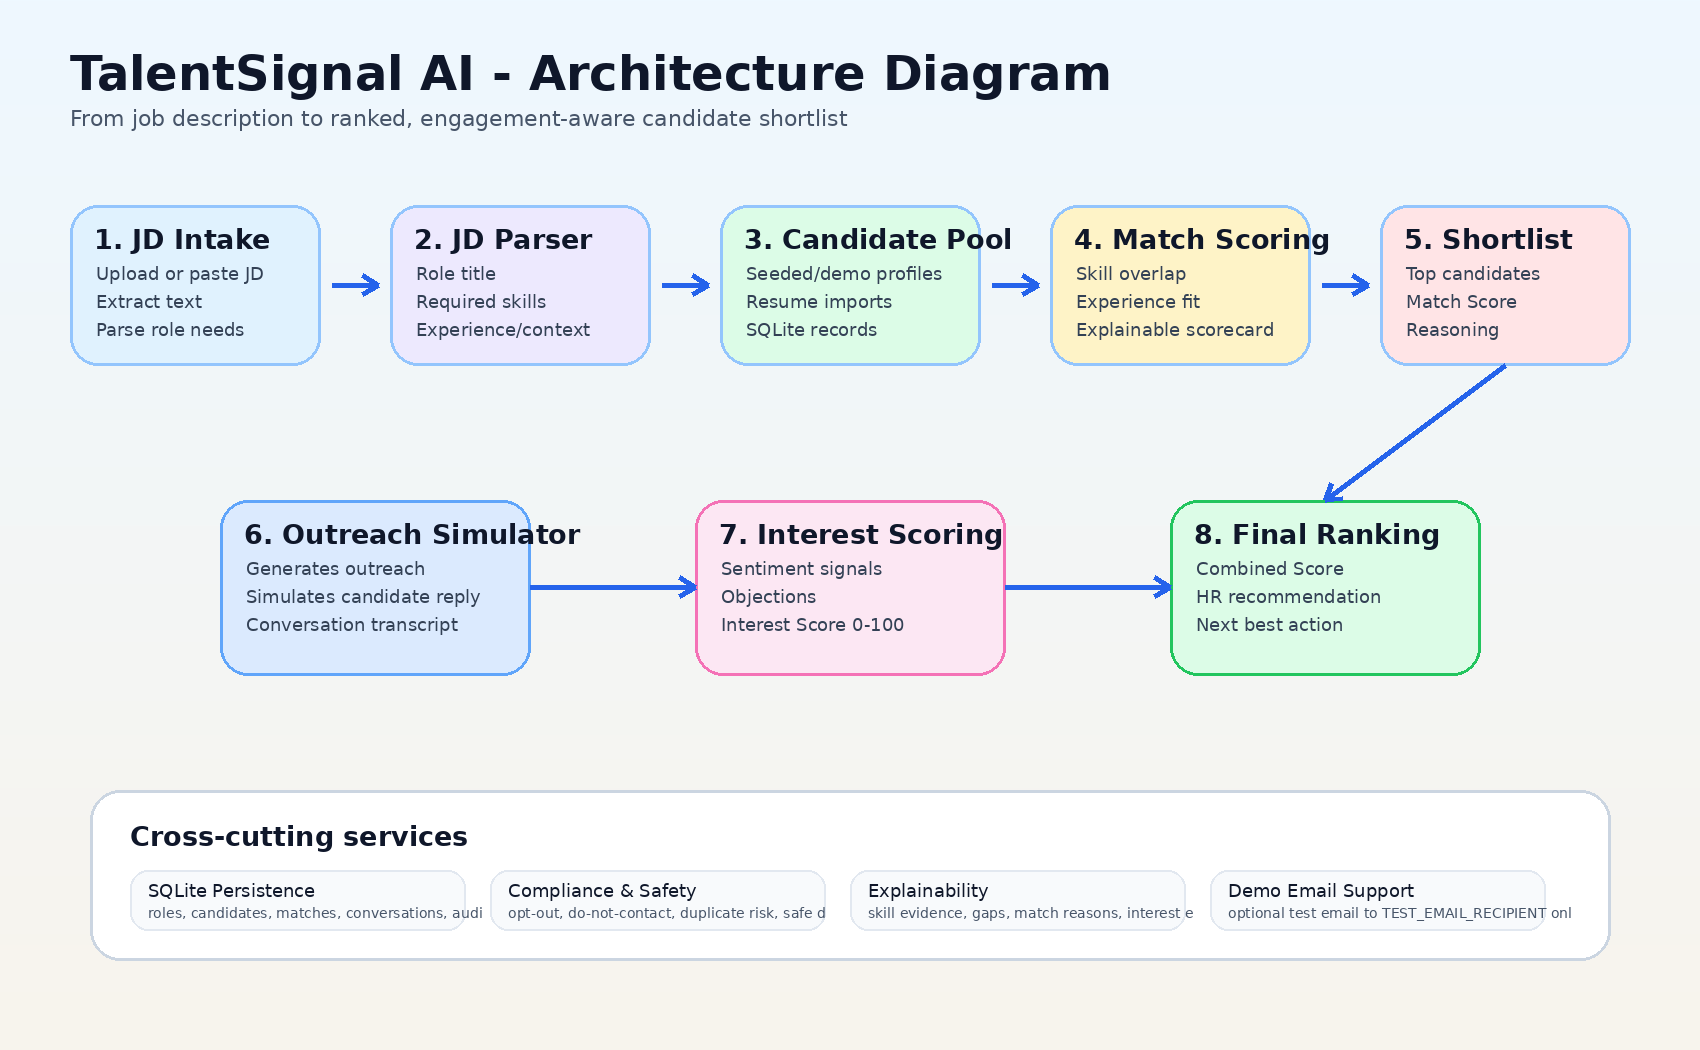 TalentSignal AI - Architecture Diagram
From job description to ranked, engagement-aware candidate shortlist
1. JD Intake
Upload or paste JD
Extract text
Parse role needs
2. JD Parser
Role title
Required skills
Experience/context
3. Candidate Pool
Seeded/demo profiles
Resume imports
SQLite records
4. Match Scoring
Skill overlap
Experience fit
Explainable scorecard
5. Shortlist
Top candidates
Match Score
Reasoning
6. Outreach Simulator
Generates outreach
Simulates candidate reply
Conversation transcript
7. Interest Scoring
Sentiment signals
Objections
Interest Score 0-100
8. Final Ranking
Combined Score
HR recommendation
Next best action
Cross-cutting services
SQLite Persistence
roles, candidates, matches, conversations, audi
Compliance & Safety
opt-out, do-not-contact, duplicate risk, safe d
Explainability
skill evidence, gaps, match reasons, interest e
Demo Email Support
optional test email to TEST_EMAIL_RECIPIENT onl